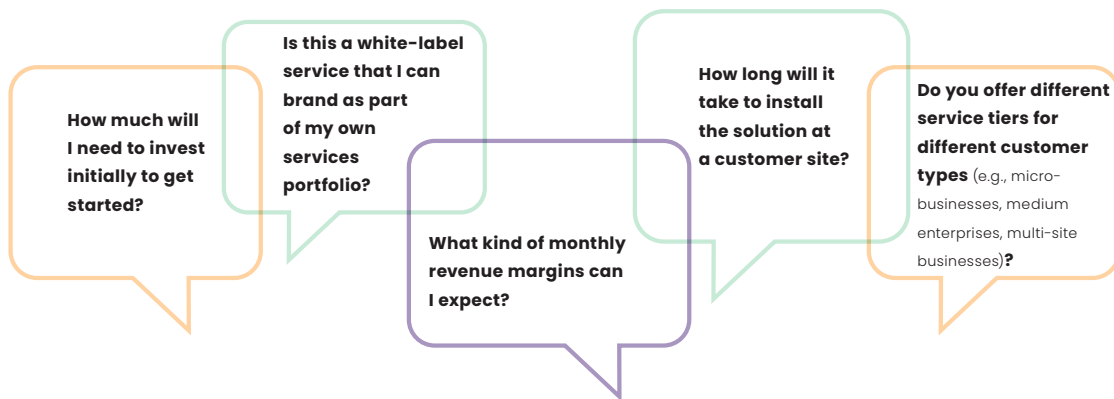 How much will
I need to invest
initially to get
started?
Is this a white-label
service that I can
brand as part
of my own
services
portfolio?
What kind of monthly
revenue margins can
I expect?
How long will it
take to install
the solution at
a customer site?
Do you offer different
service tiers for
different customer
types (e.g., micro-
businesses, medium
enterprises, multi-site
businesses)?